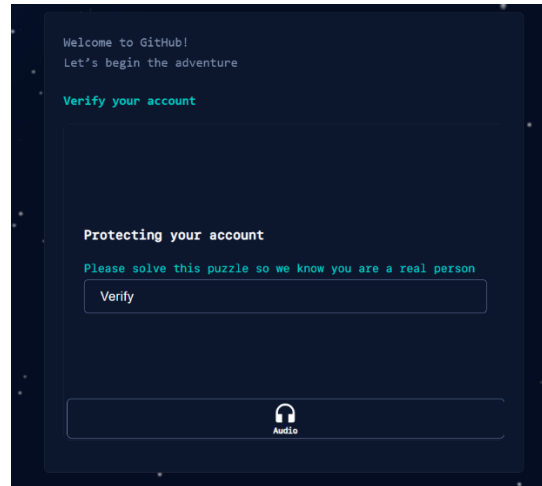 Welcome to GitHub!
Let’s begin the adventure
Verify your account
Protecting your account
Please solve this puzzle so we know you are a real person
Verify
Audio